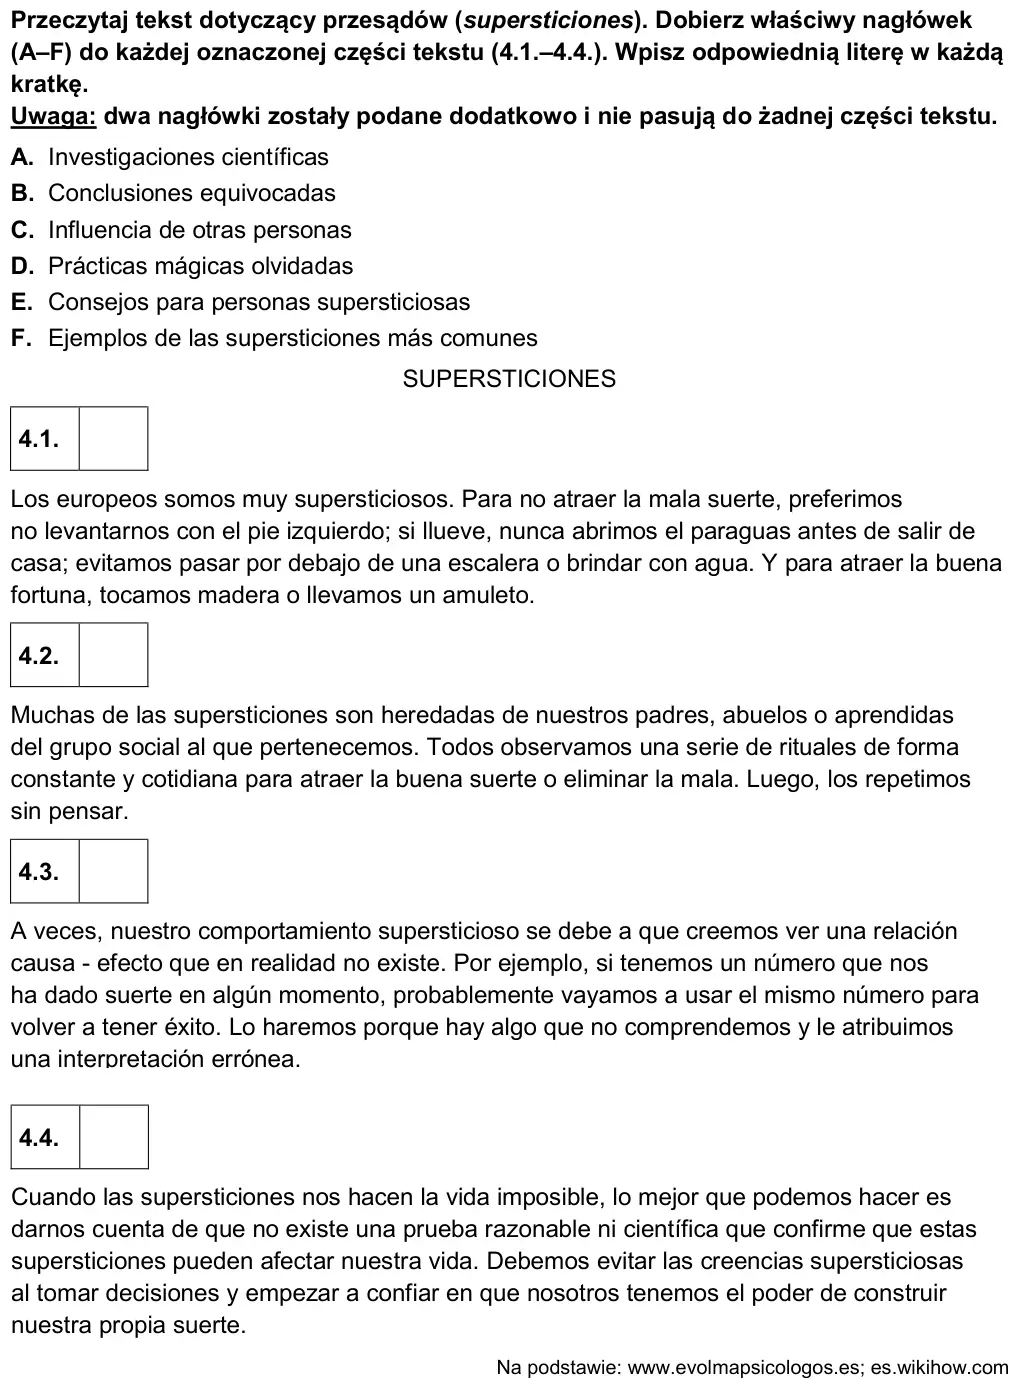 Przeczytaj tekst dotyczący przesądów (supersticiones). Dobierz właściwy nagłówek
(A–F) do każdej oznaczonej części tekstu (4.1.–4.4.). Wpisz odpowiednią literę w każdą
kratkę.
Uwaga: dwa nagłówki zostały podane dodatkowo i nie pasują do żadnej części tekstu.
A. Investigaciones científicas
B. Conclusiones equivocadas
C. Influencia de otras personas
D. Prácticas mágicas olvidadas
E. Consejos para personas supersticiosas
F. Ejemplos de las supersticiones más comunes
SUPERSTICIONES
4.1.
Los europeos somos muy supersticiosos. Para no atraer la mala suerte, preferimos
no levantarnos con el pie izquierdo; si llueve, nunca abrimos el paraguas antes de salir de
casa; evitamos pasar por debajo de una escalera o brindar con agua. Y para atraer la buena
fortuna, tocamos madera o llevamos un amuleto.
4.2.
Muchas de las supersticiones son heredadas de nuestros padres, abuelos o aprendidas
del grupo social al que pertenecemos. Todos observamos una serie de rituales de forma
constante y cotidiana para atraer la buena suerte o eliminar la mala. Luego, los repetimos
sin pensar.
4.3.
A veces, nuestro comportamiento supersticioso se debe a que creemos ver una relación
causa - efecto que en realidad no existe. Por ejemplo, si tenemos un número que nos
ha dado suerte en algún momento, probablemente vayamos a usar el mismo número para
volver a tener éxito. Lo haremos porque hay algo que no comprendemos y le atribuimos
una interpretación errónea.
4.4.
Cuando las supersticiones nos hacen la vida imposible, lo mejor que podemos hacer es
darnos cuenta de que no existe una prueba razonable ni científica que confirme que estas
supersticiones pueden afectar nuestra vida. Debemos evitar las creencias supersticiosas
al tomar decisiones y empezar a confiar en que nosotros tenemos el poder de construir
nuestra propia suerte.
Na podstawie: www.evolmapsicologos.es; es.wikihow.com